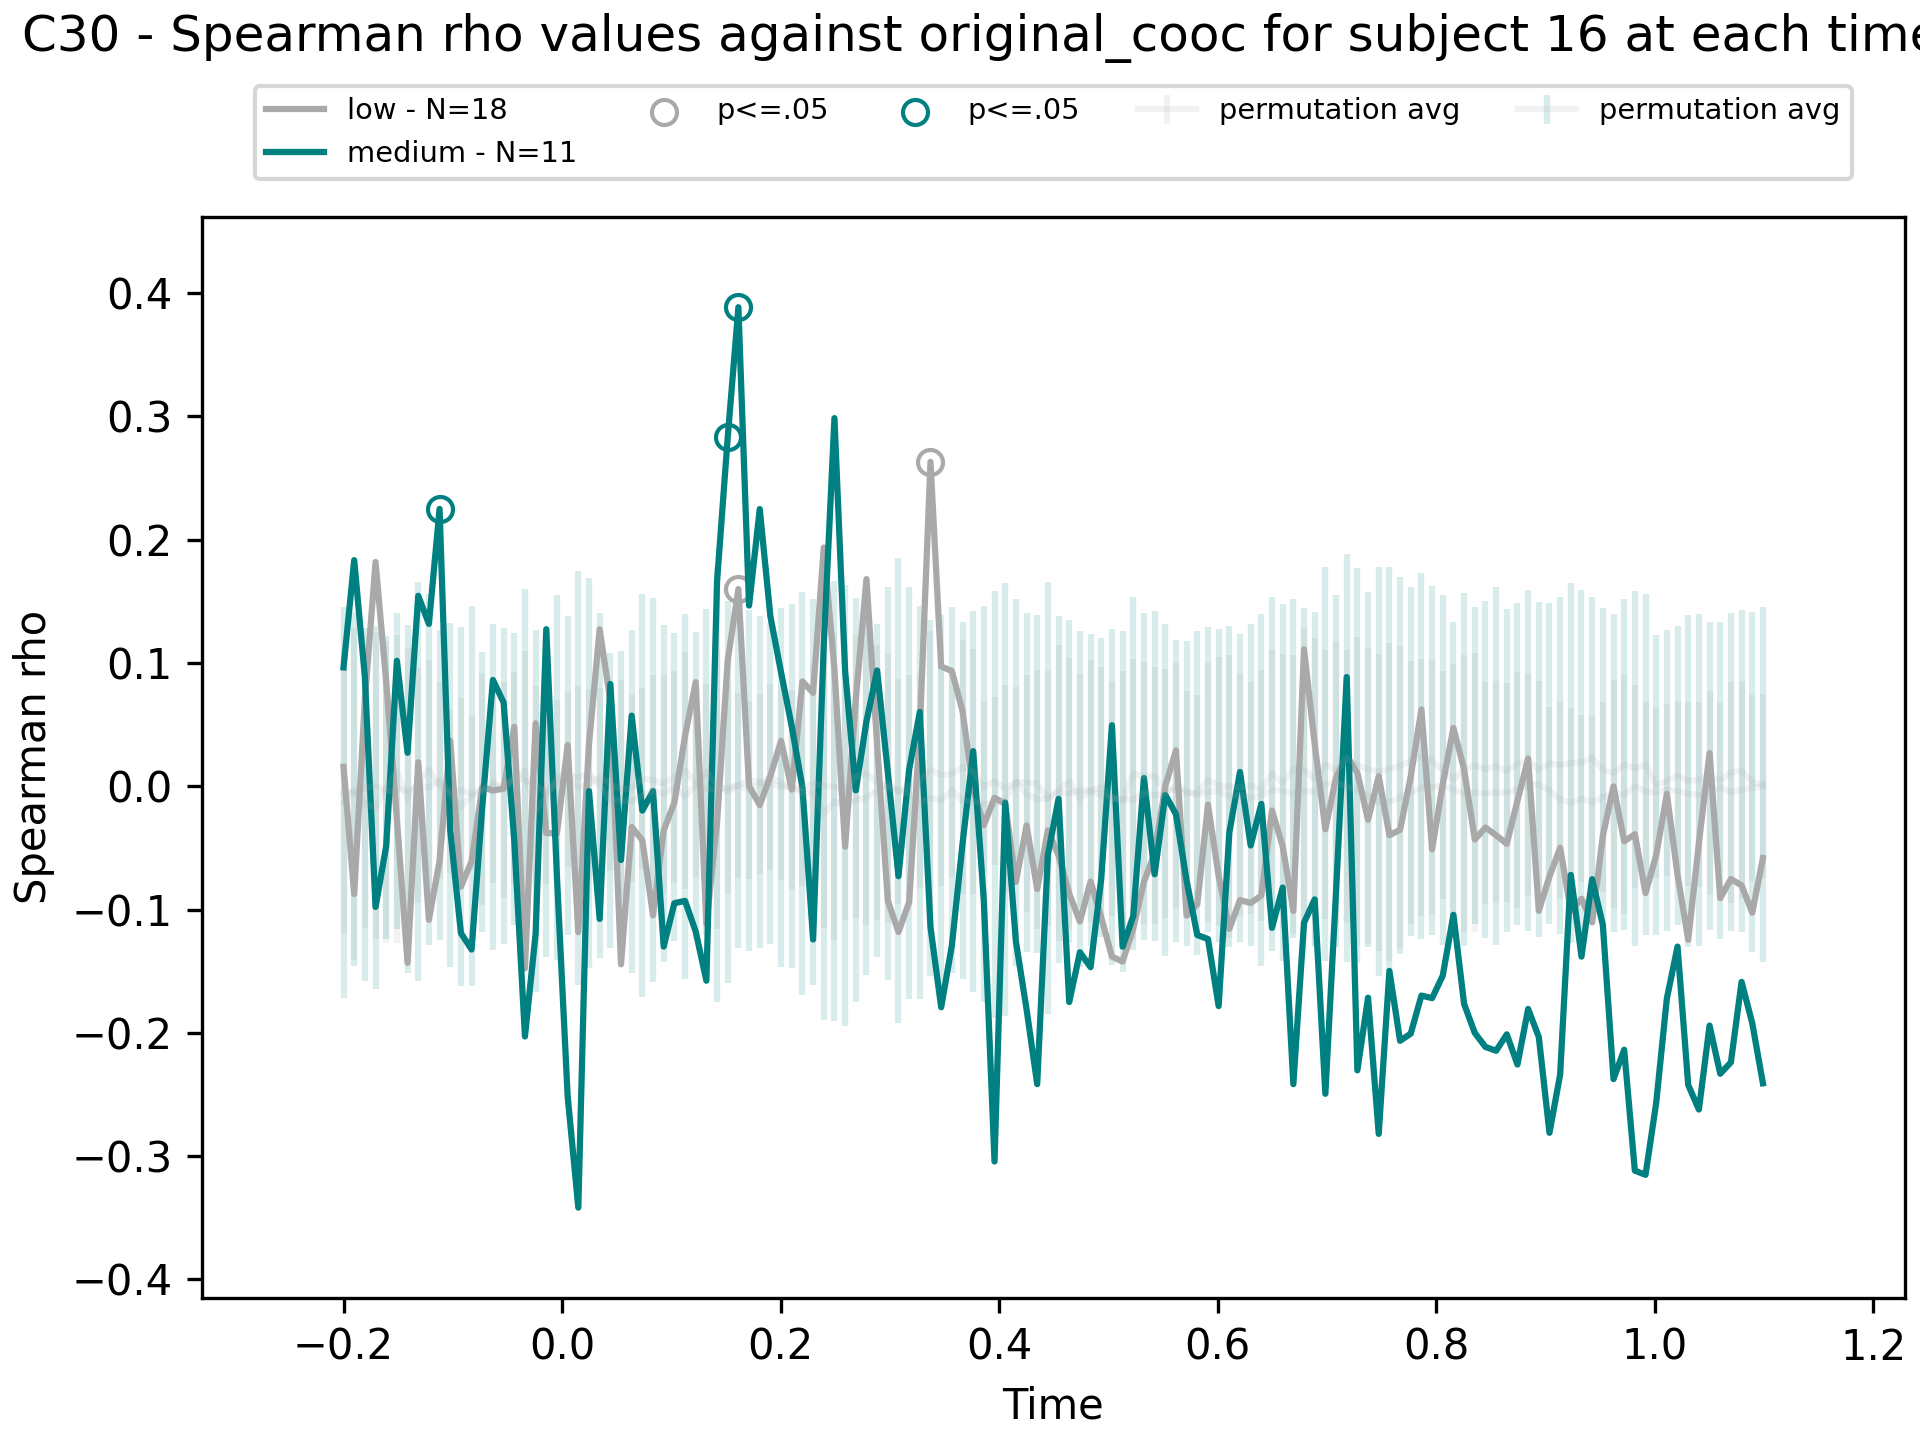 C30 - Spearman rho values against original_cooc for subject 16 at each time
low - N=18
medium - N=11
p<=.05
p<=.05
permutation avg
permutation avg
Spearman rho
0.4
0.3
0.2
0.1
0.0
−0.1
−0.2
−0.3
−0.4
−0.2 0.0 0.2 0.4 0.6 0.8 1.0 1.2
Time